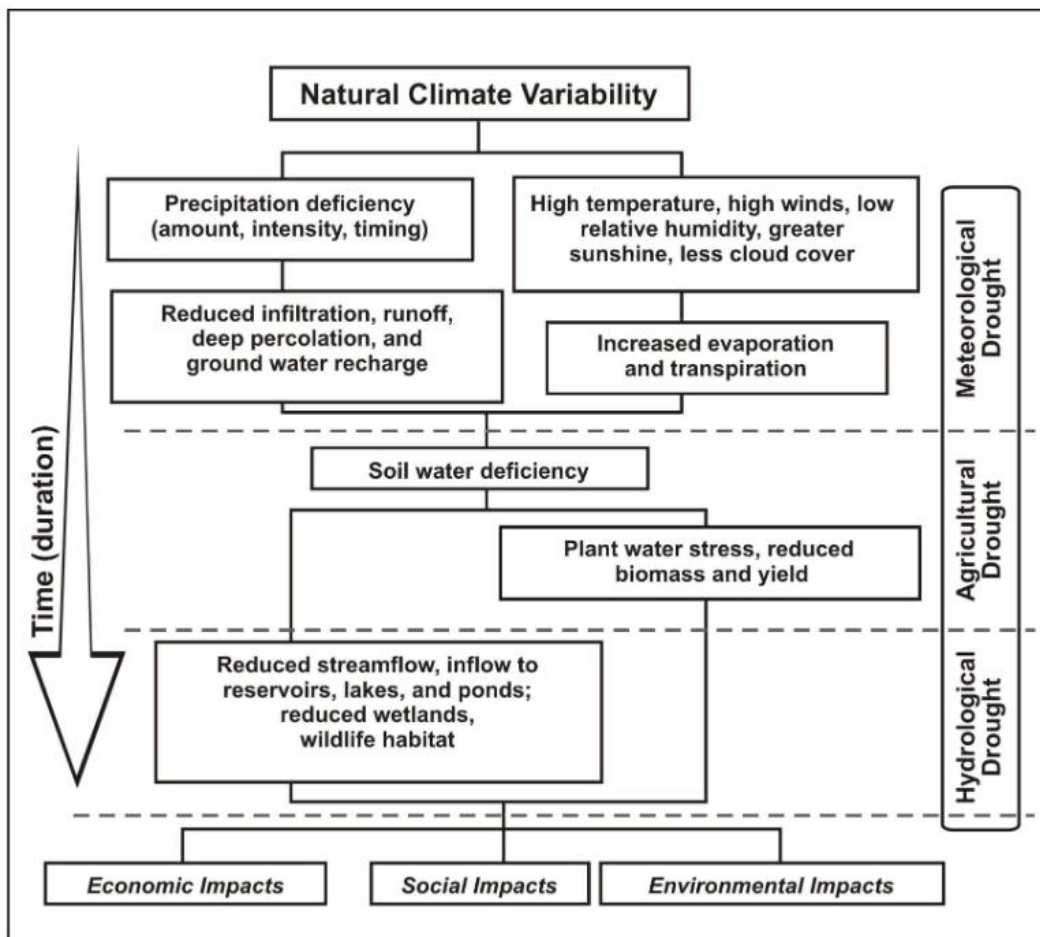 Natural Climate Variability
Precipitation deficiency
(amount, intensity, timing)
High temperature, high winds, low
relative humidity, greater
sunshine, less cloud cover
Reduced infiltration, runoff,
deep percolation, and
ground water recharge
Increased evaporation
and transpiration
Soil water deficiency
Plant water stress, reduced
biomass and yield
Reduced streamflow, inflow to
reservoirs, lakes, and ponds;
reduced wetlands,
wildlife habitat
Economic Impacts
Social Impacts
Environmental Impacts
Time (duration)
Meteorological
Drought
Agricultural
Drought
Hydrological
Drought